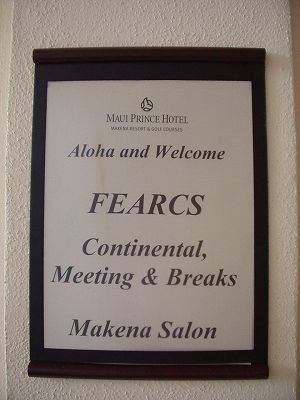 MAUI PRINCE HOTEL
MAKENA RESORT & GOLF COURSES
Aloha and Welcome
FEARCS
Continental,
Meeting & Breaks
Makena Salon